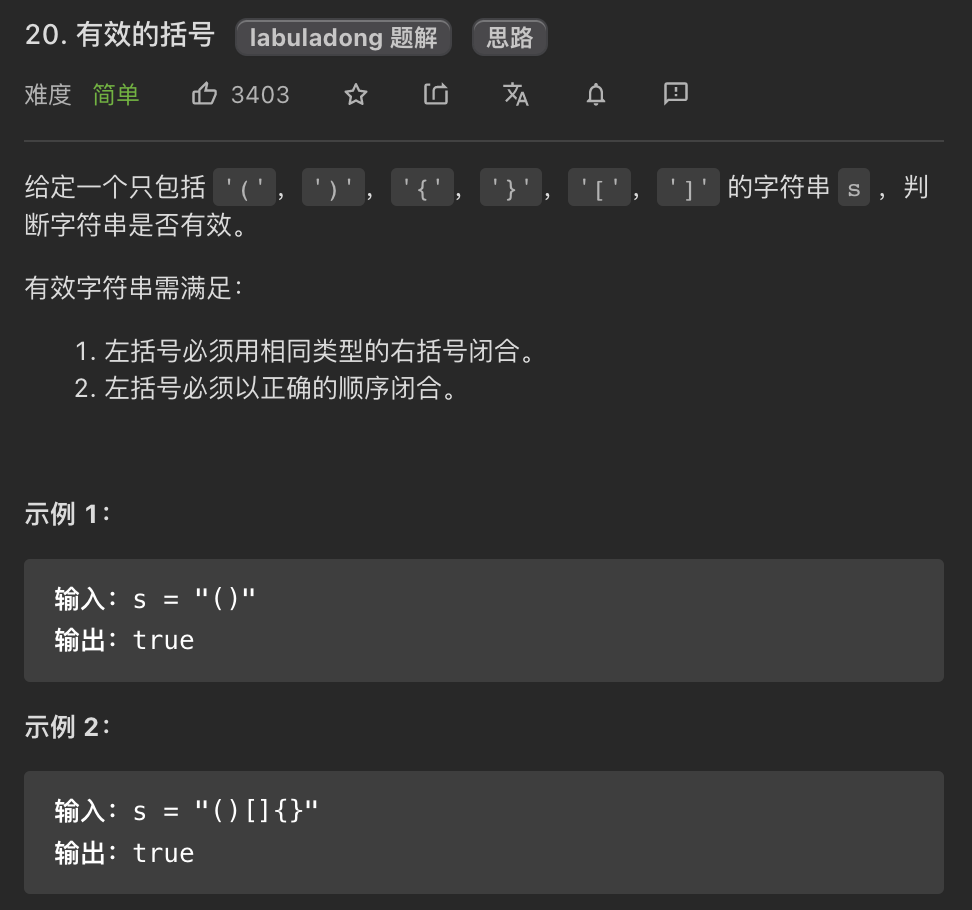 20. 有效的括号 labuladong 题解 思路
难度 简单 3403
给定一个只包括 '(', ')', '{', '}', '[', ']' 的字符串 s ，判
断字符串是否有效。
有效字符串需满足：
1. 左括号必须用相同类型的右括号闭合。
2. 左括号必须以正确的顺序闭合。
示例 1：
输入：s = "()"
输出：true
示例 2：
输入：s = "()[]{}"
输出：true